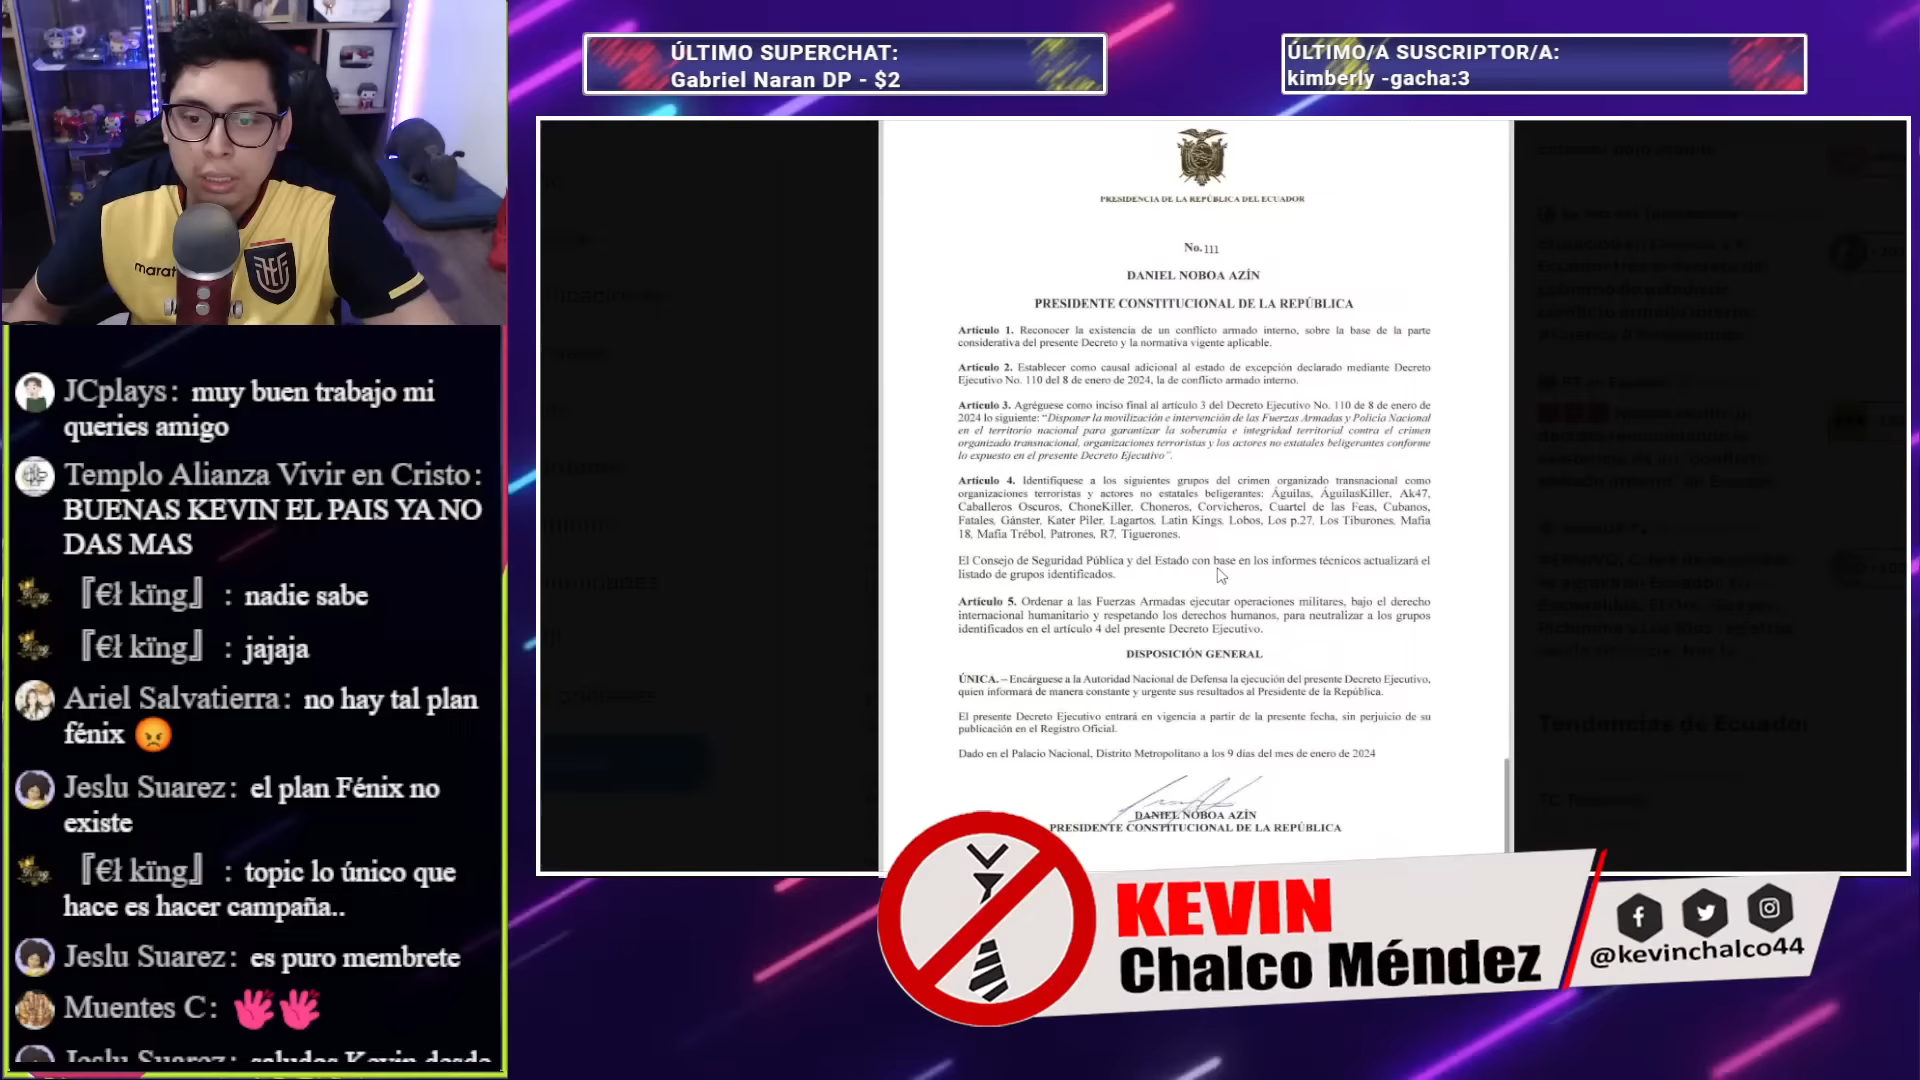 ÚLTIMO SUPERCHAT:
Gabriel Naran DP - $2
ÚLTIMO/A SUSCRIPTOR/A:
kimberly -gacha:3
marat
JCplays: muy buen trabajo mi
queries amigo
Templo Alianza Vivir en Cristo:
BUENAS KEVIN EL PAIS YA NO
DAS MAS
『€ł kïng』 : nadie sabe
『€ł kïng』 : jajaja
Ariel Salvatierra: no hay tal plan
fénix 😡
Jeslu Suarez: el plan Fénix no
existe
『€ł kïng』 : topic lo único que
hace es hacer campaña..
Jeslu Suarez: es puro membrete
Muentes C:
Jeslu Suarez: saludos Kevin desde
PRESIDENCIA DE LA REPÚBLICA DEL ECUADOR
No. 111
DANIEL NOBOA AZÍN
PRESIDENTE CONSTITUCIONAL DE LA REPÚBLICA
Artículo 1. Reconocer la existencia de un conflicto armado interno, sobre la base de la parte
considerativa del presente Decreto y la normativa vigente aplicable.
Artículo 2. Establecer como causal adicional al estado de excepción declarado mediante Decreto
Ejecutivo No. 110 del 8 de enero de 2024, la de conflicto armado interno.
Artículo 3. Agréguese como inciso final al artículo 3 del Decreto Ejecutivo No. 110 de 8 de enero de
2024 lo siguiente: “Disponer la movilización e intervención de las Fuerzas Armadas y Policía Nacional
en el territorio nacional para garantizar la soberanía e integridad territorial contra el crimen
organizado transnacional, organizaciones terroristas y los actores no estatales beligerantes conforme
lo expuesto en el presente Decreto Ejecutivo”.
Artículo 4. Identifíquese a los siguientes grupos del crimen organizado transnacional como
organizaciones terroristas y actores no estatales beligerantes: Águilas, ÁguilasKiller, Ak47,
Caballeros Oscuros, ChoneKiller, Choneros, Corvicheros, Cuartel de las Feas, Cubanos,
Fatales, Gánster, Kater Piler, Lagartos, Latin Kings, Lobos, Los p.27, Los Tiburones, Mafia
18, Mafia Trébol, Patrones, R7, Tiguerones.
El Consejo de Seguridad Pública y del Estado con base en los informes técnicos actualizará el
listado de grupos identificados.
Artículo 5. Ordenar a las Fuerzas Armadas ejecutar operaciones militares, bajo el derecho
internacional humanitario y respetando los derechos humanos, para neutralizar a los grupos
identificados en el artículo 4 del presente Decreto Ejecutivo.
DISPOSICIÓN GENERAL
ÚNICA. – Encárguese a la Autoridad Nacional de Defensa la ejecución del presente Decreto Ejecutivo,
quien informará de manera constante y urgente sus resultados al Presidente de la República.
El presente Decreto Ejecutivo entrará en vigencia a partir de la presente fecha, sin perjuicio de su
publicación en el Registro Oficial.
Dado en el Palacio Nacional, Distrito Metropolitano a los 9 días del mes de enero de 2024
DANIEL NOBOA AZÍN
PRESIDENTE CONSTITUCIONAL DE LA REPÚBLICA
Tendencias de Ecuador
KEVIN
Chalco Méndez
@kevinchalco44